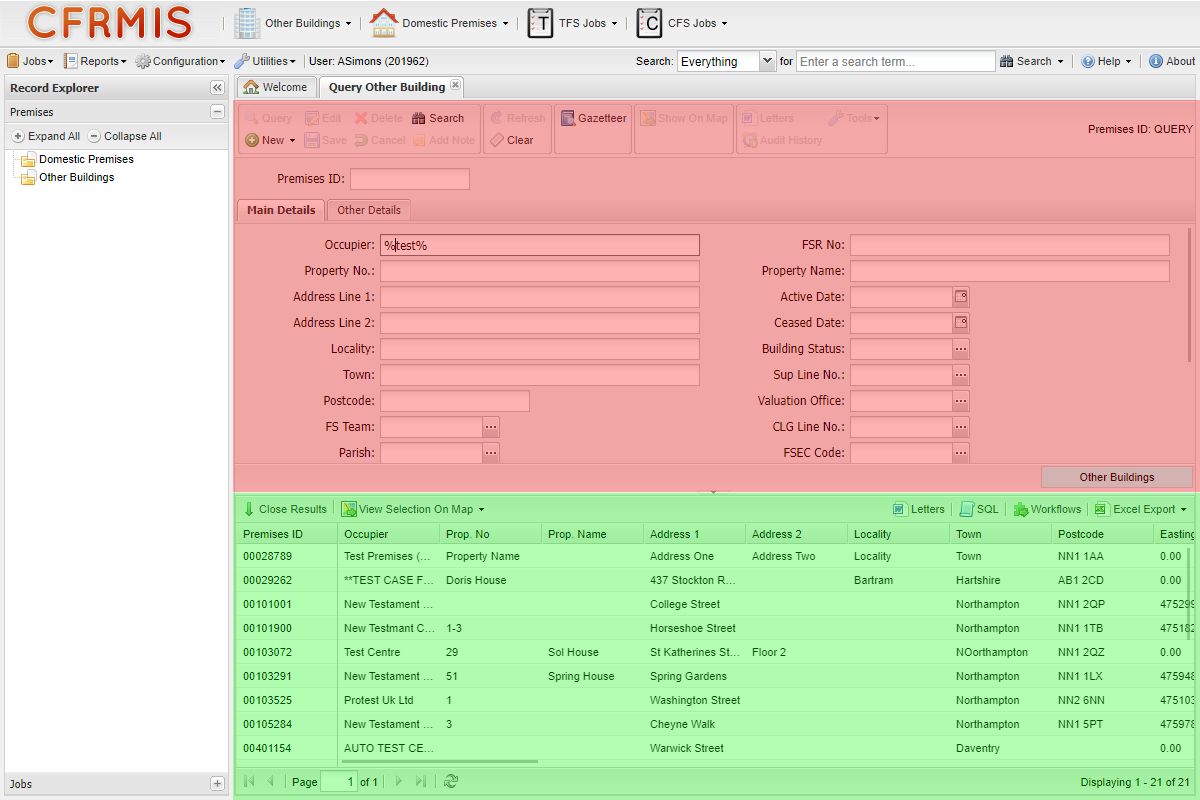 CFRMIS Other Buildings Domestic Premises TFS Jobs CFS Jobs
Jobs Reports Configuration Utilities User: ASimons (201962) Search: Everything for Enter a search term... Search Help About
Record Explorer Welcome Query Other Building
Premises
Expand All Collapse All
Domestic Premises
Other Buildings
Query Edit Delete Search Refresh Gazetteer Show On Map Letters Tools
New Save Cancel Add Note Clear Audit History
Premises ID: QUERY
Premises ID:
Main Details Other Details
Occupier: %test% FSR No:
Property No.: Property Name:
Address Line 1: Active Date:
Address Line 2: Ceased Date:
Locality: Building Status:
Town: Sup Line No.:
Postcode: Valuation Office:
FS Team: CLG Line No.:
Parish: FSEC Code:
Other Buildings
Close Results View Selection On Map Letters SQL Workflows Excel Export
Premises ID Occupier Prop. No Prop. Name Address 1 Address 2 Locality Town Postcode Easting
00028789 Test Premises (... Property Name Address One Address Two Locality Town NN1 1AA 0.00
00029262 **TEST CASE F... Doris House 437 Stockton R... Bartram Hartshire AB1 2CD 0.00
00101001 New Testament ... College Street Northampton NN1 2QP 475299
00101900 New Testmant C... 1-3 Horseshoe Street Northampton NN1 1TB 475182
00103072 Test Centre 29 Sol House St Katherines St... Floor 2 NOorthampton NN1 2QZ 0.00
00103291 New Testament ... 51 Spring House Spring Gardens Northampton NN1 1LX 475948
00103525 Protest Uk Ltd 1 Washington Street Northampton NN2 6NN 475103
00105284 New Testament ... 3 Cheyne Walk Northampton NN1 5PT 475978
00401154 AUTO TEST CE... Warwick Street Daventry 0.00
Jobs Page 1 of 1 Displaying 1 - 21 of 21